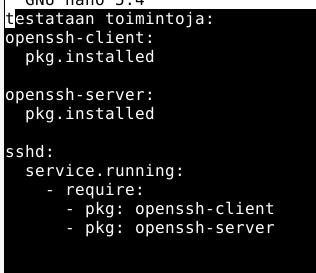 GNU nano 5.4
testataan toimintoja:
openssh-client:
  pkg.installed

openssh-server:
  pkg.installed

sshd:
  service.running:
    - require:
      - pkg: openssh-client
      - pkg: openssh-server